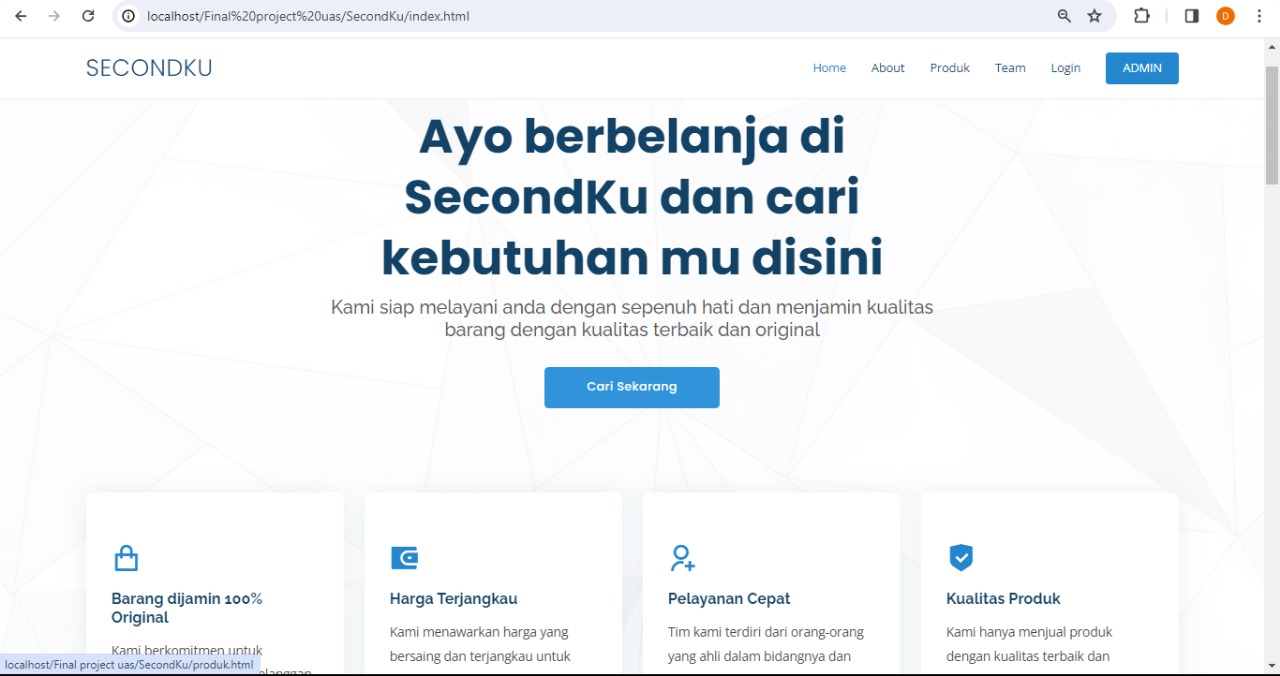 localhost/Final%20project%20uas/SecondKu/index.html
D
SECONDKU
Home About Produk Team Login ADMIN
Ayo berbelanja di
SecondKu dan cari
kebutuhan mu disini
Kami siap melayani anda dengan sepenuh hati dan menjamin kualitas
barang dengan kualitas terbaik dan original
Cari Sekarang
Barang dijamin 100%
Original
Kami berkomitmen untuk
Harga Terjangkau
Kami menawarkan harga yang
bersaing dan terjangkau untuk
Pelayanan Cepat
Tim kami terdiri dari orang-orang
yang ahli dalam bidangnya dan
Kualitas Produk
Kami hanya menjual produk
dengan kualitas terbaik dan
localhost/Final project uas/SecondKu/produk.html